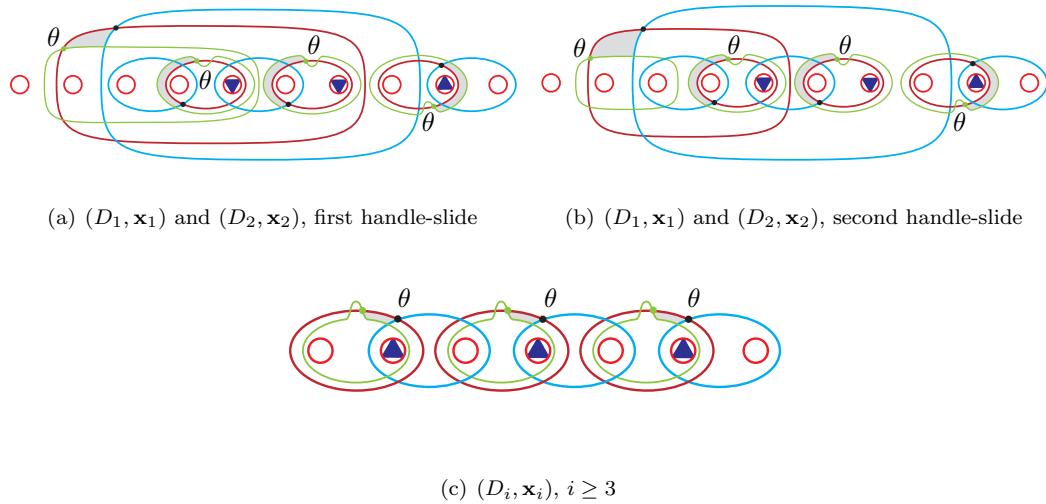 θ θ θ θ
θ θ θ θ
(a) (D₁, x₁) and (D₂, x₂), first handle-slide
(b) (D₁, x₁) and (D₂, x₂), second handle-slide
θ θ θ
(c) (Dᵢ, xᵢ), i ≥ 3